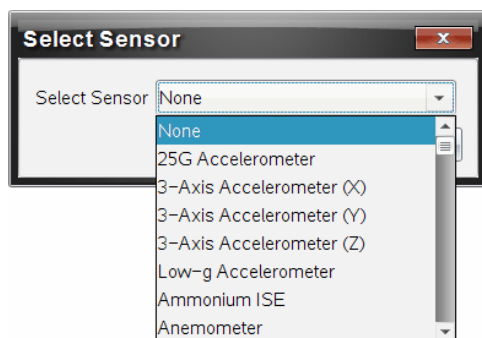 Select Sensor
Select Sensor None
None
25G Accelerometer
3-Axis Accelerometer (X)
3-Axis Accelerometer (Y)
3-Axis Accelerometer (Z)
Low-g Accelerometer
Ammonium ISE
Anemometer